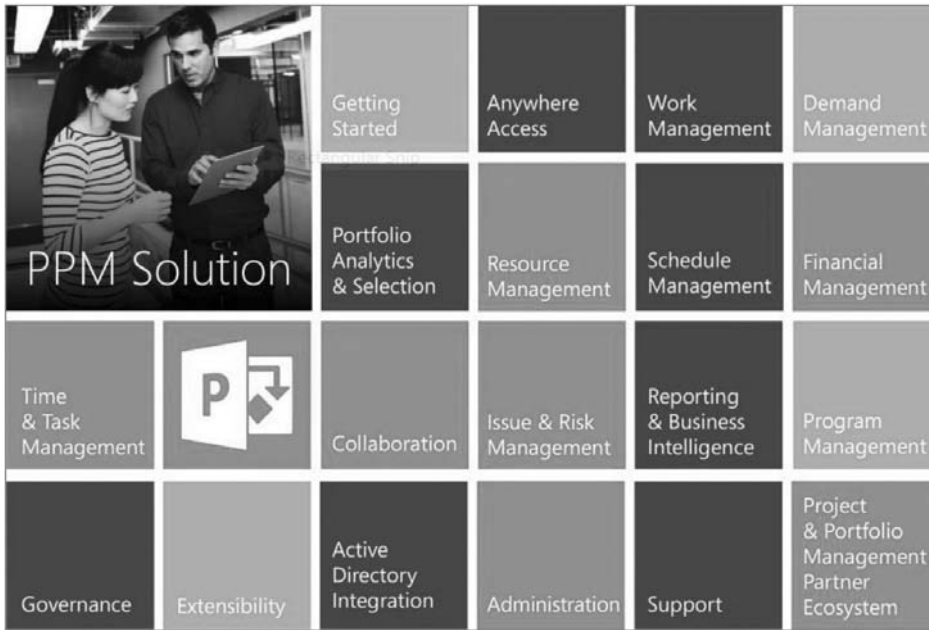 Getting
Started
Anywhere
Access
Work
Management
Demand
Management
Rectangular Snip
PPM Solution
Portfolio
Analytics
& Selection
Resource
Management
Schedule
Management
Financial
Management
Time
& Task
Management
P
Collaboration
Issue & Risk
Management
Reporting
& Business
Intelligence
Program
Management
Governance
Extensibility
Active
Directory
Integration
Administration
Support
Project
& Portfolio
Management
Partner
Ecosystem